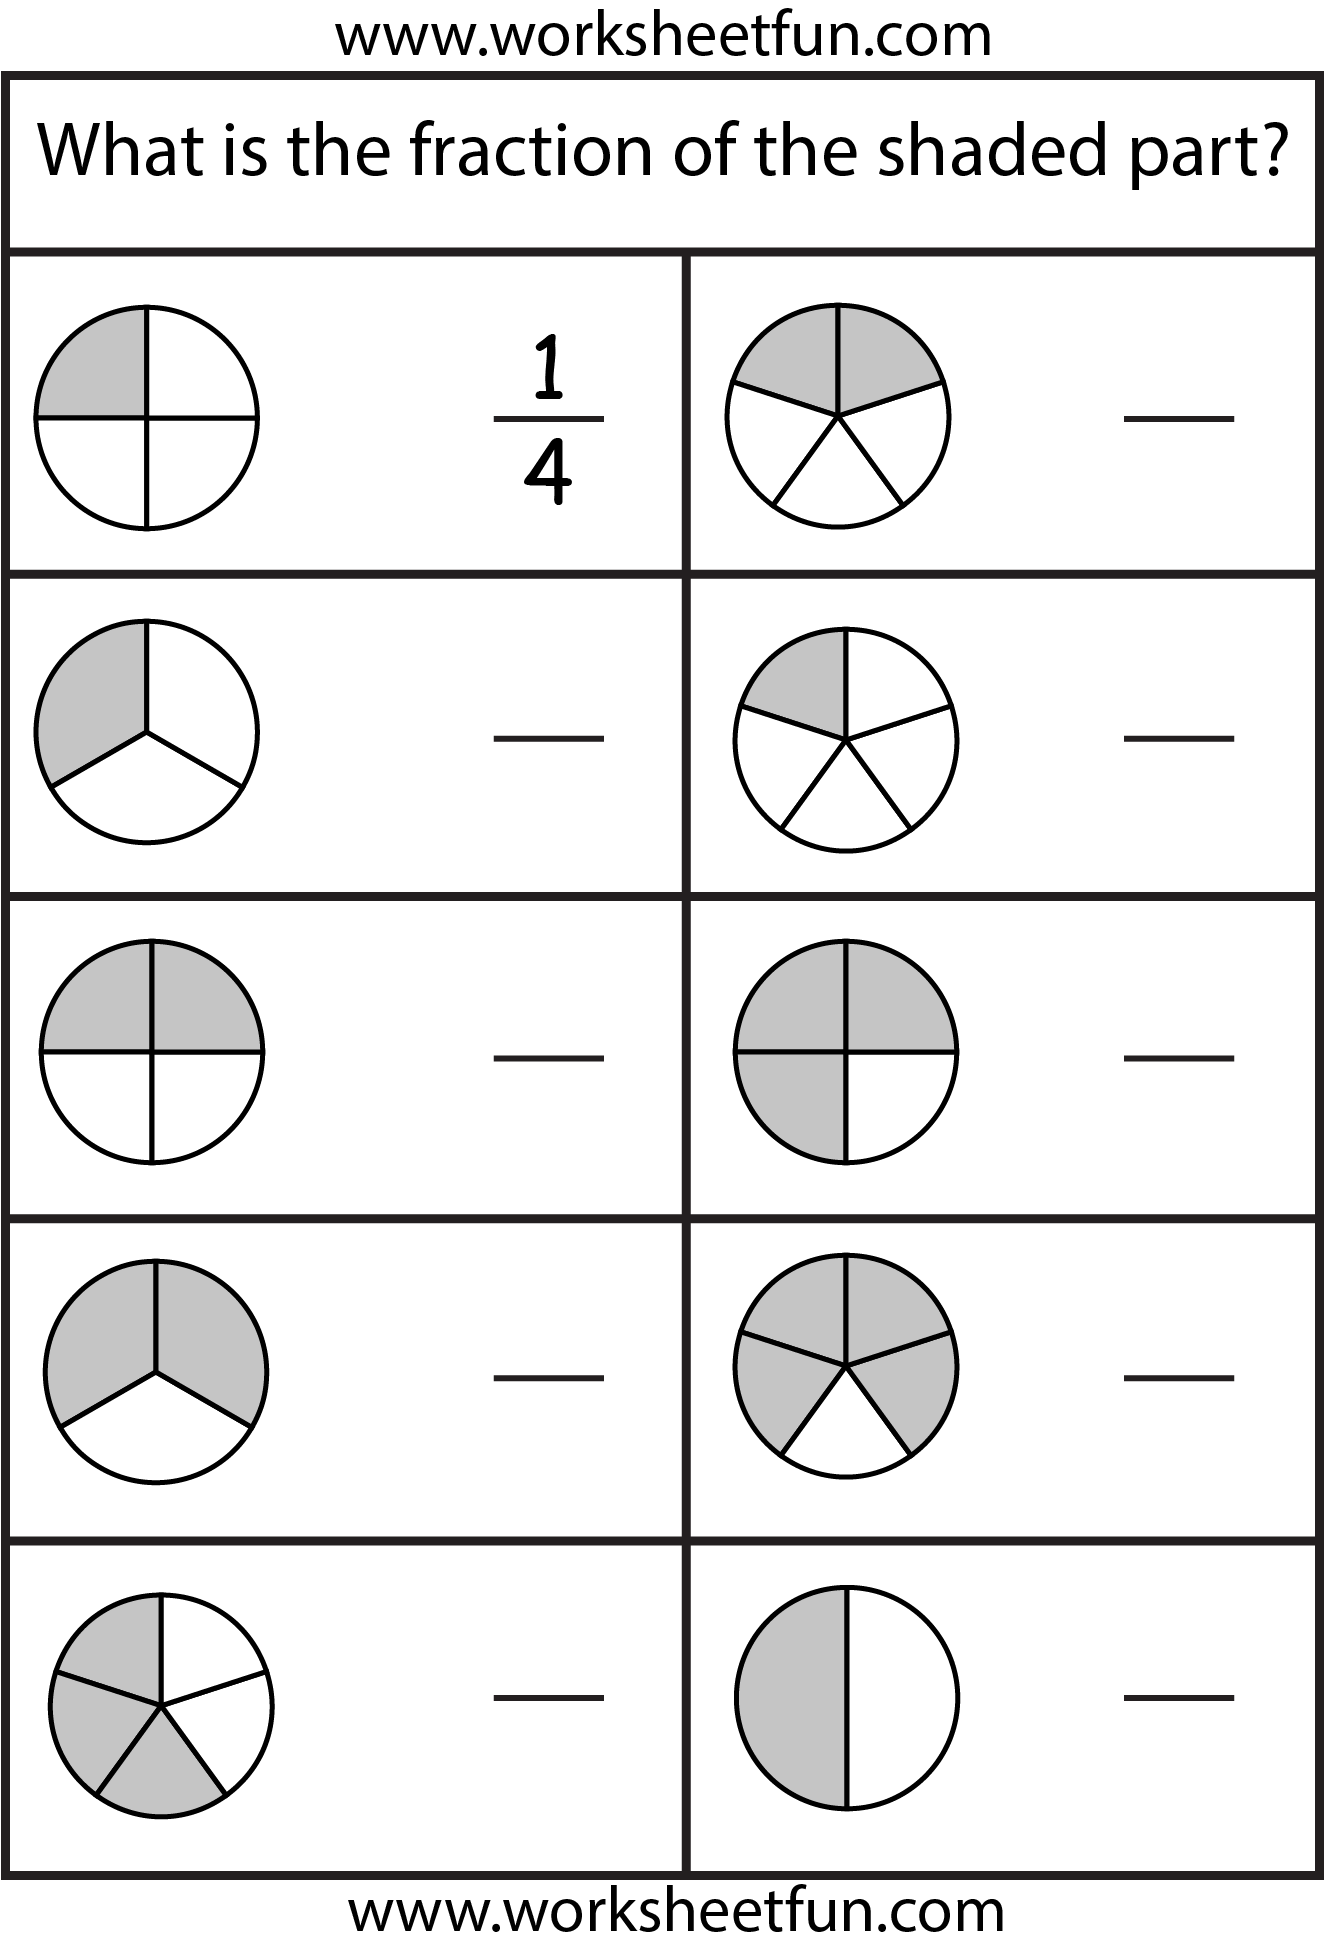 www.worksheetfun.com
What is the fraction of the shaded part?
1
4
www.worksheetfun.com